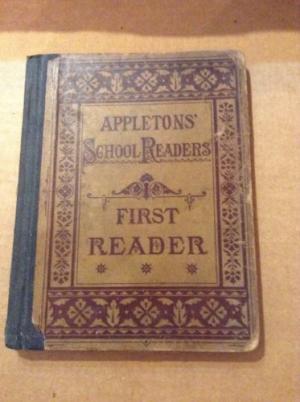 APPLETONS'
SCHOOL READERS
FIRST
READER